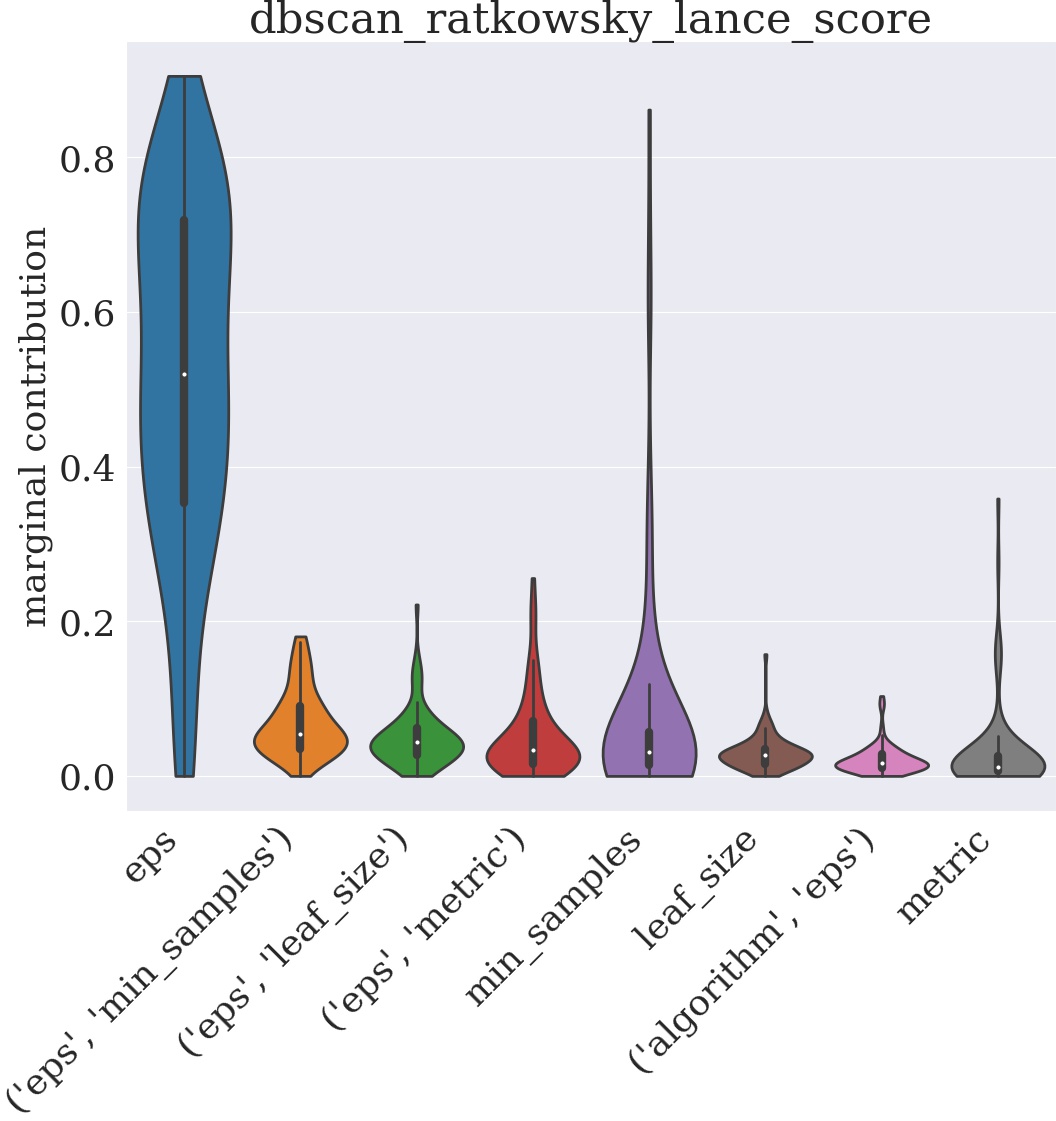 dbscan_ratkowsky_lance_score
marginal contribution
0.8
0.6
0.4
0.2
0.0
eps
('eps', 'min_samples')
('eps', 'leaf_size')
('eps', 'metric')
min_samples
leaf_size
('algorithm', 'eps')
metric